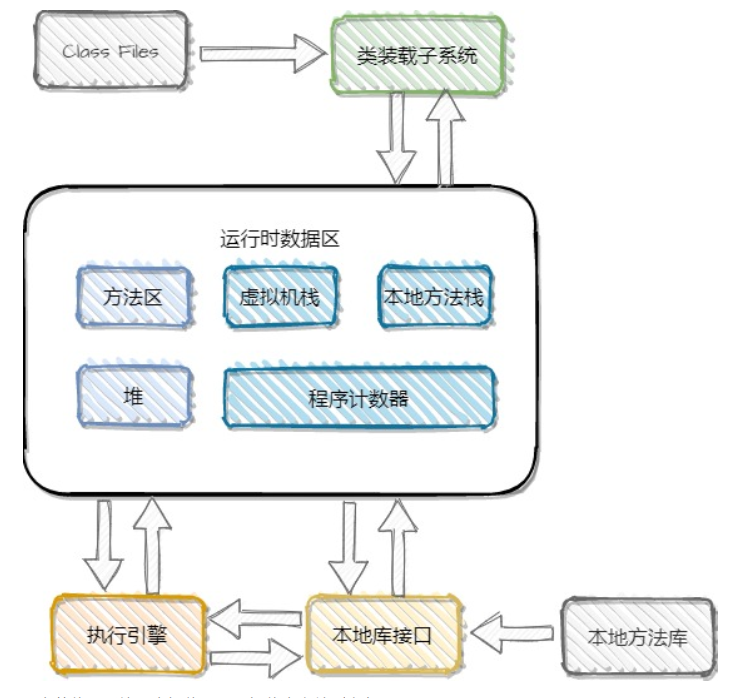 Class Files
类装载子系统
运行时数据区
方法区
虚拟机栈
本地方法栈
堆
程序计数器
执行引擎
本地库接口
本地方法库